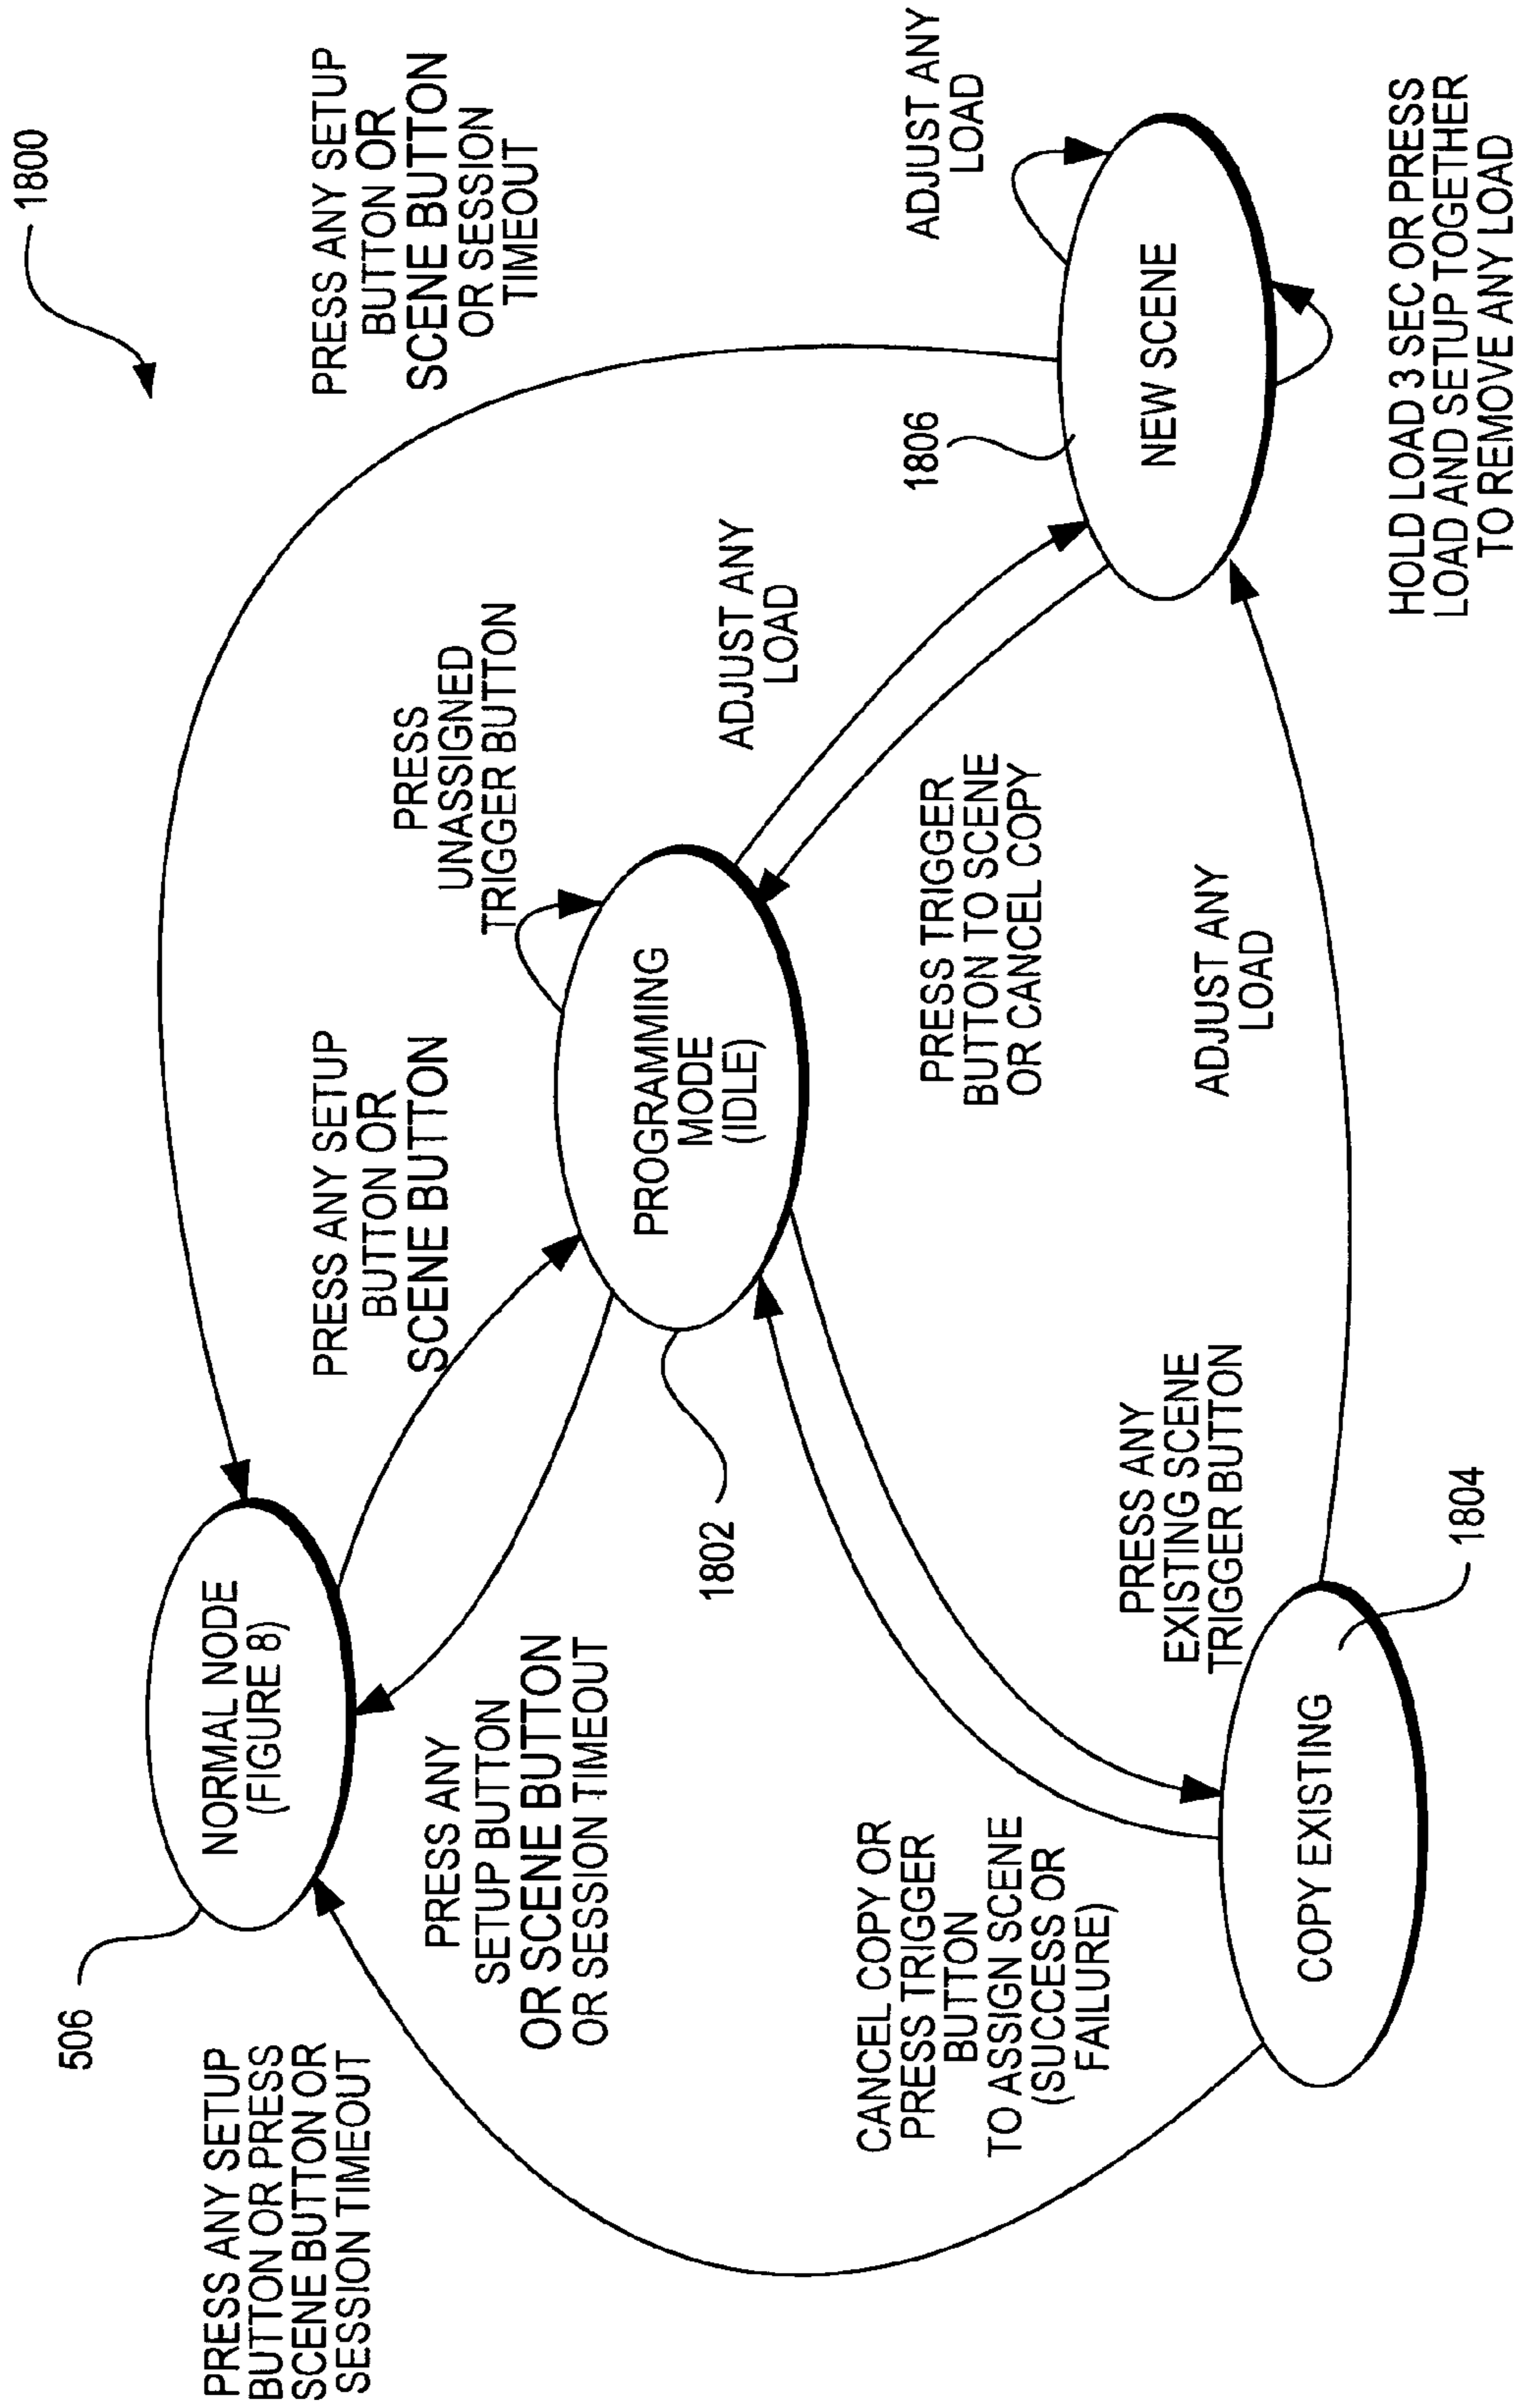 1800
506
NORMAL NODE
(FIGURE 8)
PRESS ANY SETUP
BUTTON OR PRESS
SCENE BUTTON OR
SESSION TIMEOUT
PRESS ANY SETUP
BUTTON OR
SCENE BUTTON
PRESS ANY SETUP
BUTTON OR
SCENE BUTTON
OR SESSION
TIMEOUT
PRESS ANY
SETUP BUTTON
OR SCENE BUTTON
OR SESSION TIMEOUT
PRESS
UNASSIGNED
TRIGGER BUTTON
1802
PROGRAMING
MODE
(IDLE)
ADJUST ANY
LOAD
ADJUST ANY
LOAD
1806
NEW SCENE
CANCEL COPY OR
PRESS TRIGGER
BUTTON
TO ASSIGN SCENE
(SUCCESS OR
FAILURE)
PRESS TRIGGER
BUTTON TO SCENE
OR CANCEL COPY
PRESS ANY
EXISTING SCENE
TRIGGER BUTTON
ADJUST ANY
LOAD
COPY EXISTING
1804
HOLD LOAD 3 SEC OR PRESS
LOAD AND SETUP TOGETHER
TO REMOVE ANY LOAD